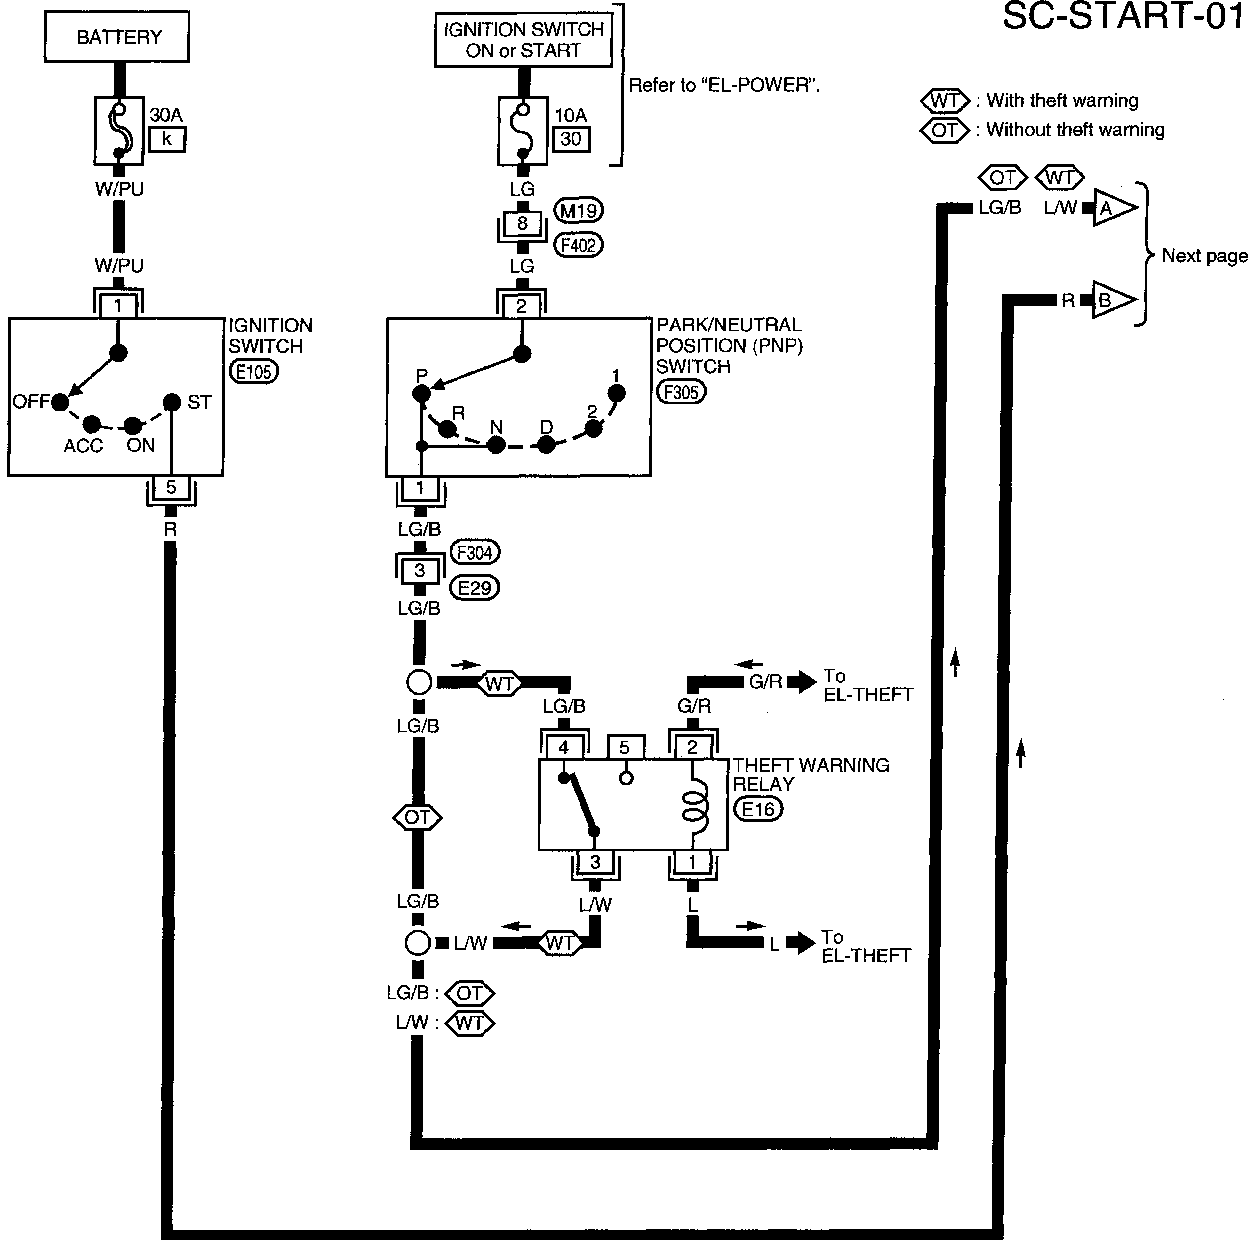 SC-START-01
BATTERY
IGNITION SWITCH
ON or START
Refer to "EL-POWER".
30A
k
10A
30
WT : With theft warning
OT : Without theft warning
W/PU
LG
8
M19
F402
W/PU
LG
OT WT
LG/B L/W A
Next page
R B
1
IGNITION
SWITCH
E105
OFF
ACC
ON
ST
5
R
2
PARK/NEUTRAL
POSITION (PNP)
SWITCH
F305
P
R
N
D
2
1
1
LG/B
3
F304
E29
LG/B
WT
LG/B
G/R
G/R
To
EL-THEFT
LG/B
4
5
2
THEFT WARNING
RELAY
E16
OT
3
1
LG/B
L/W
L
L/W
WT
L
To
EL-THEFT
LG/B : OT
L/W : WT